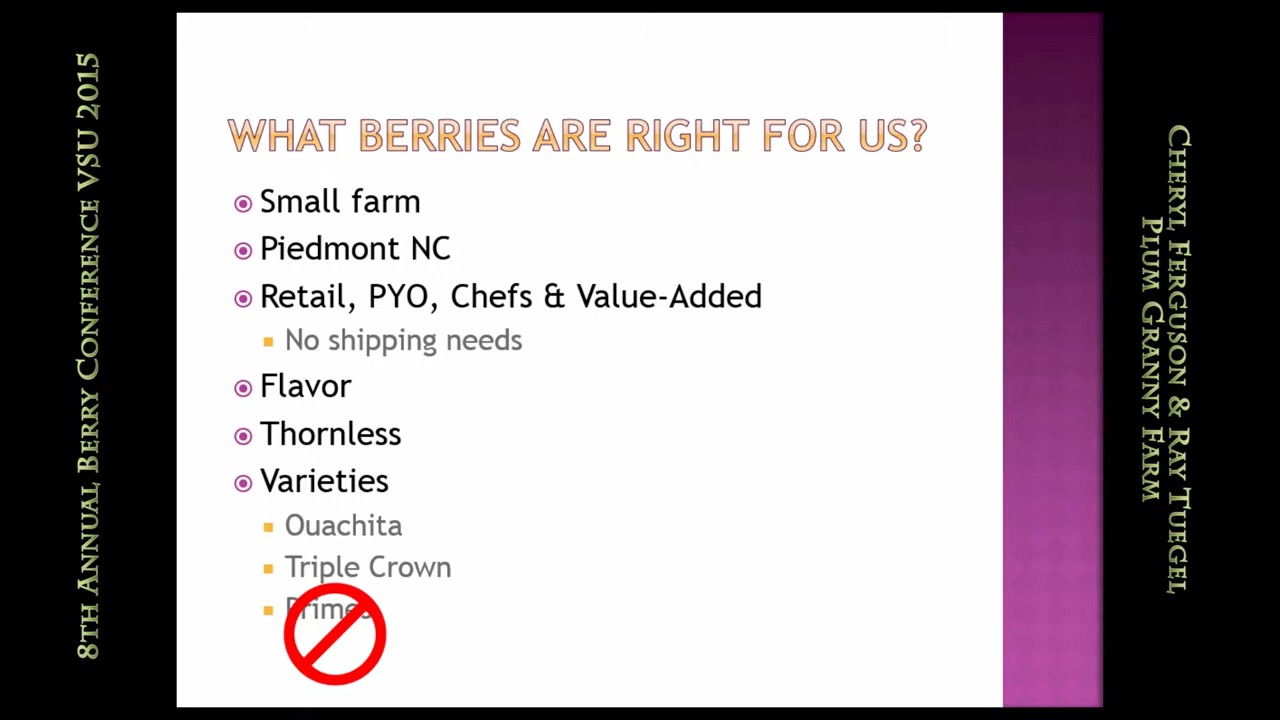 8TH ANNUAL BERRY CONFERENCE VSU 2015
WHAT BERRIES ARE RIGHT FOR US?
Small farm
Piedmont NC
Retail, PYO, Chefs & Value-Added
No shipping needs
Flavor
Thornless
Varieties
Ouachita
Triple Crown
Primes
CHERYL FERGUSON & RAY TUEGEL
PLUM GRANNY FARM